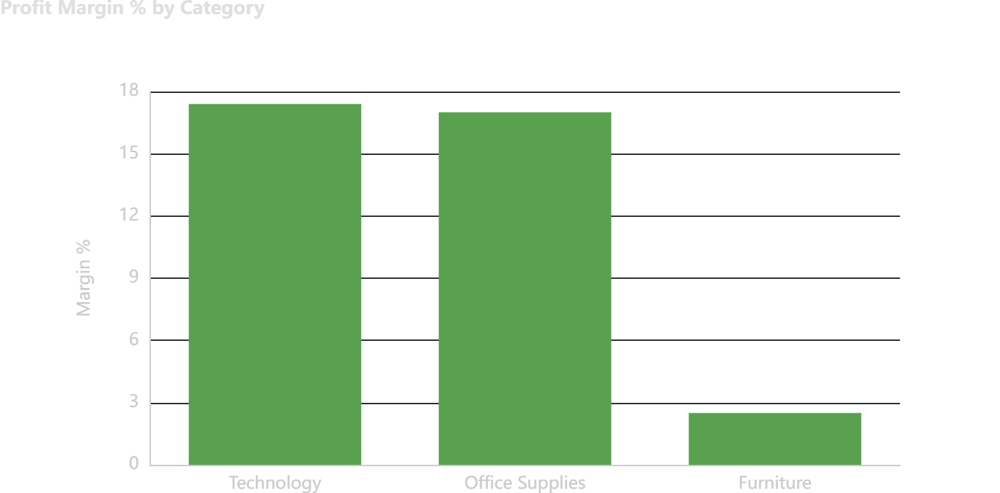 Profit Margin % by Category
18
15
12
9
6
3
0
Margin %
Technology
Office Supplies
Furniture